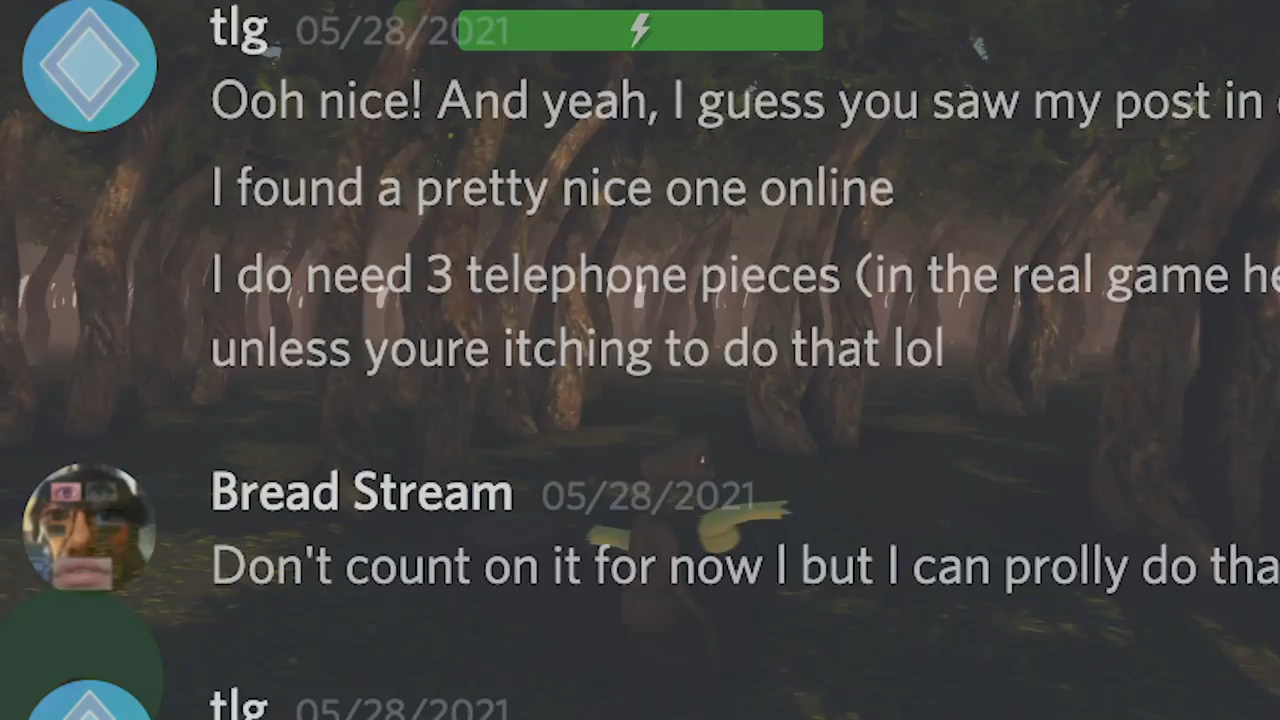 tlg 05/28/2021
Ooh nice! And yeah, I guess you saw my post in
I found a pretty nice one online
I do need 3 telephone pieces (in the real game he
unless youre itching to do that lol
Bread Stream 05/28/2021
Don't count on it for now l but I can prolly do tha
tlg 05/28/2021